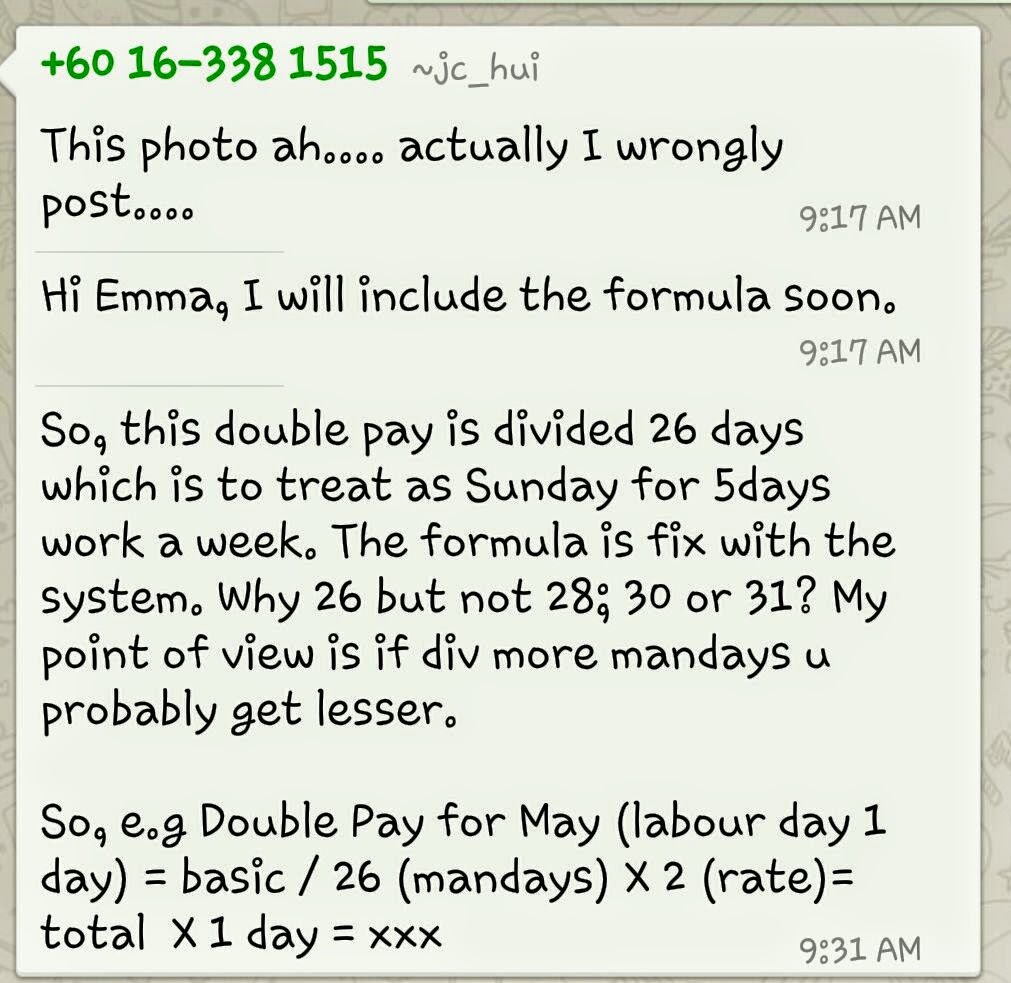 +60 16-338 1515 ~jc_hui
This photo ah.... actually I wrongly
post....
9:17 AM
Hi Emma, I will include the formula soon.
9:17 AM
So, this double pay is divided 26 days
which is to treat as Sunday for 5days
work a week. The formula is fix with the
system. Why 26 but not 28; 30 or 31? My
point of view is if div more mandays u
probably get lesser.
So, e.g Double Pay for May (labour day 1
day) = basic / 26 (mandays) X 2 (rate)=
total X 1 day = xxx
9:31 AM